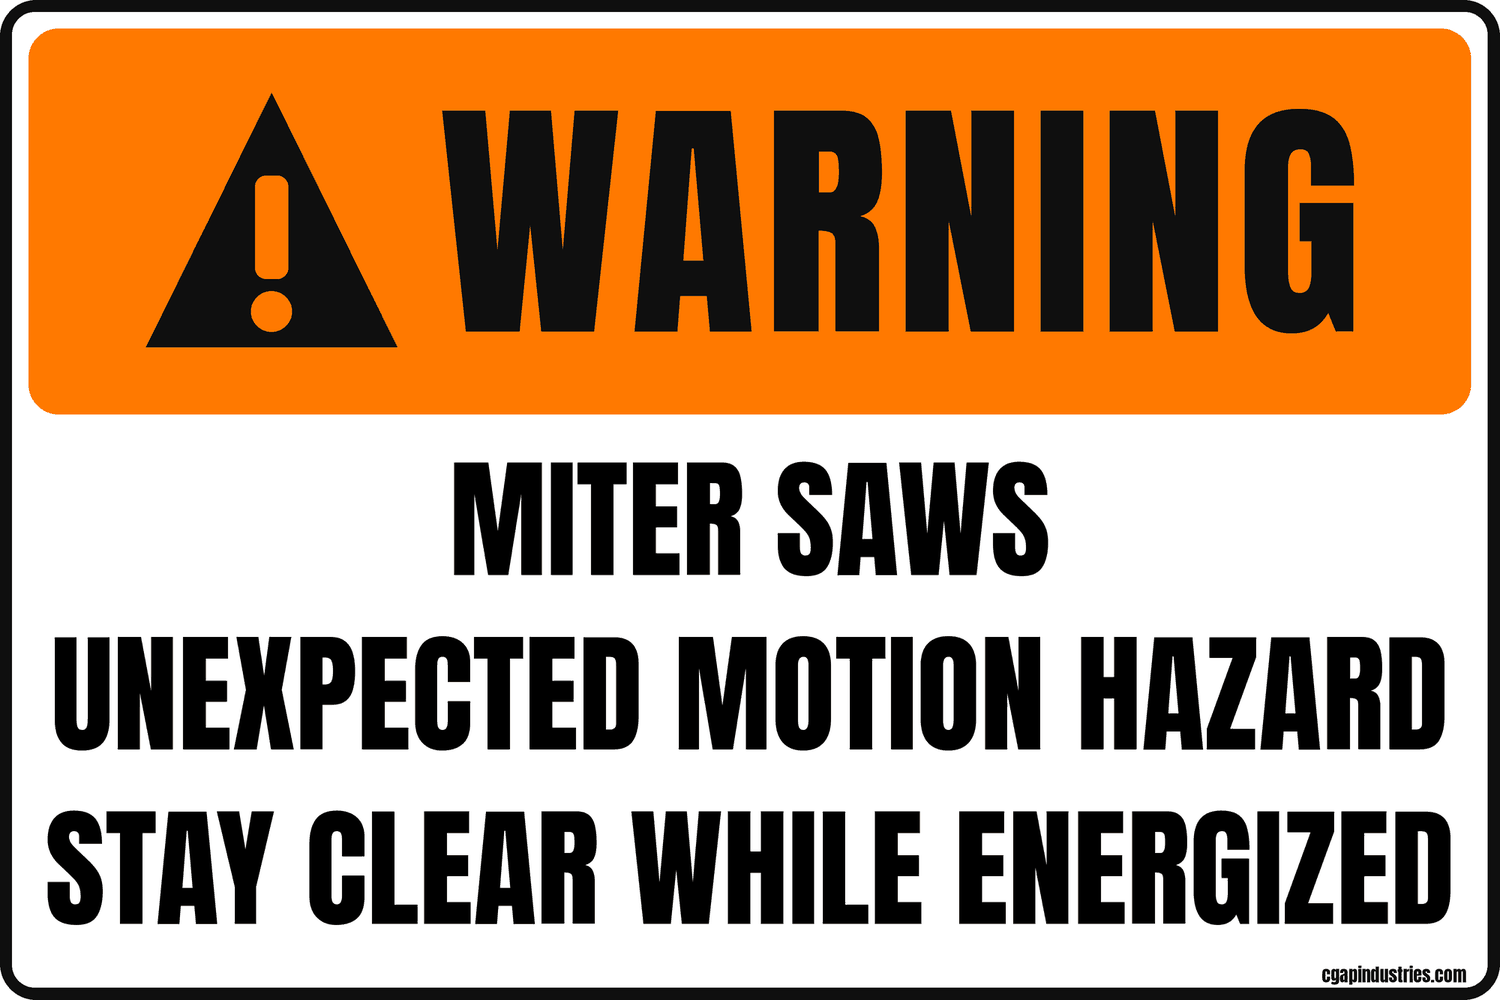 WARNING
MITER SAWS
UNEXPECTED MOTION HAZARD
STAY CLEAR WHILE ENERGIZED
cgapindustries.com